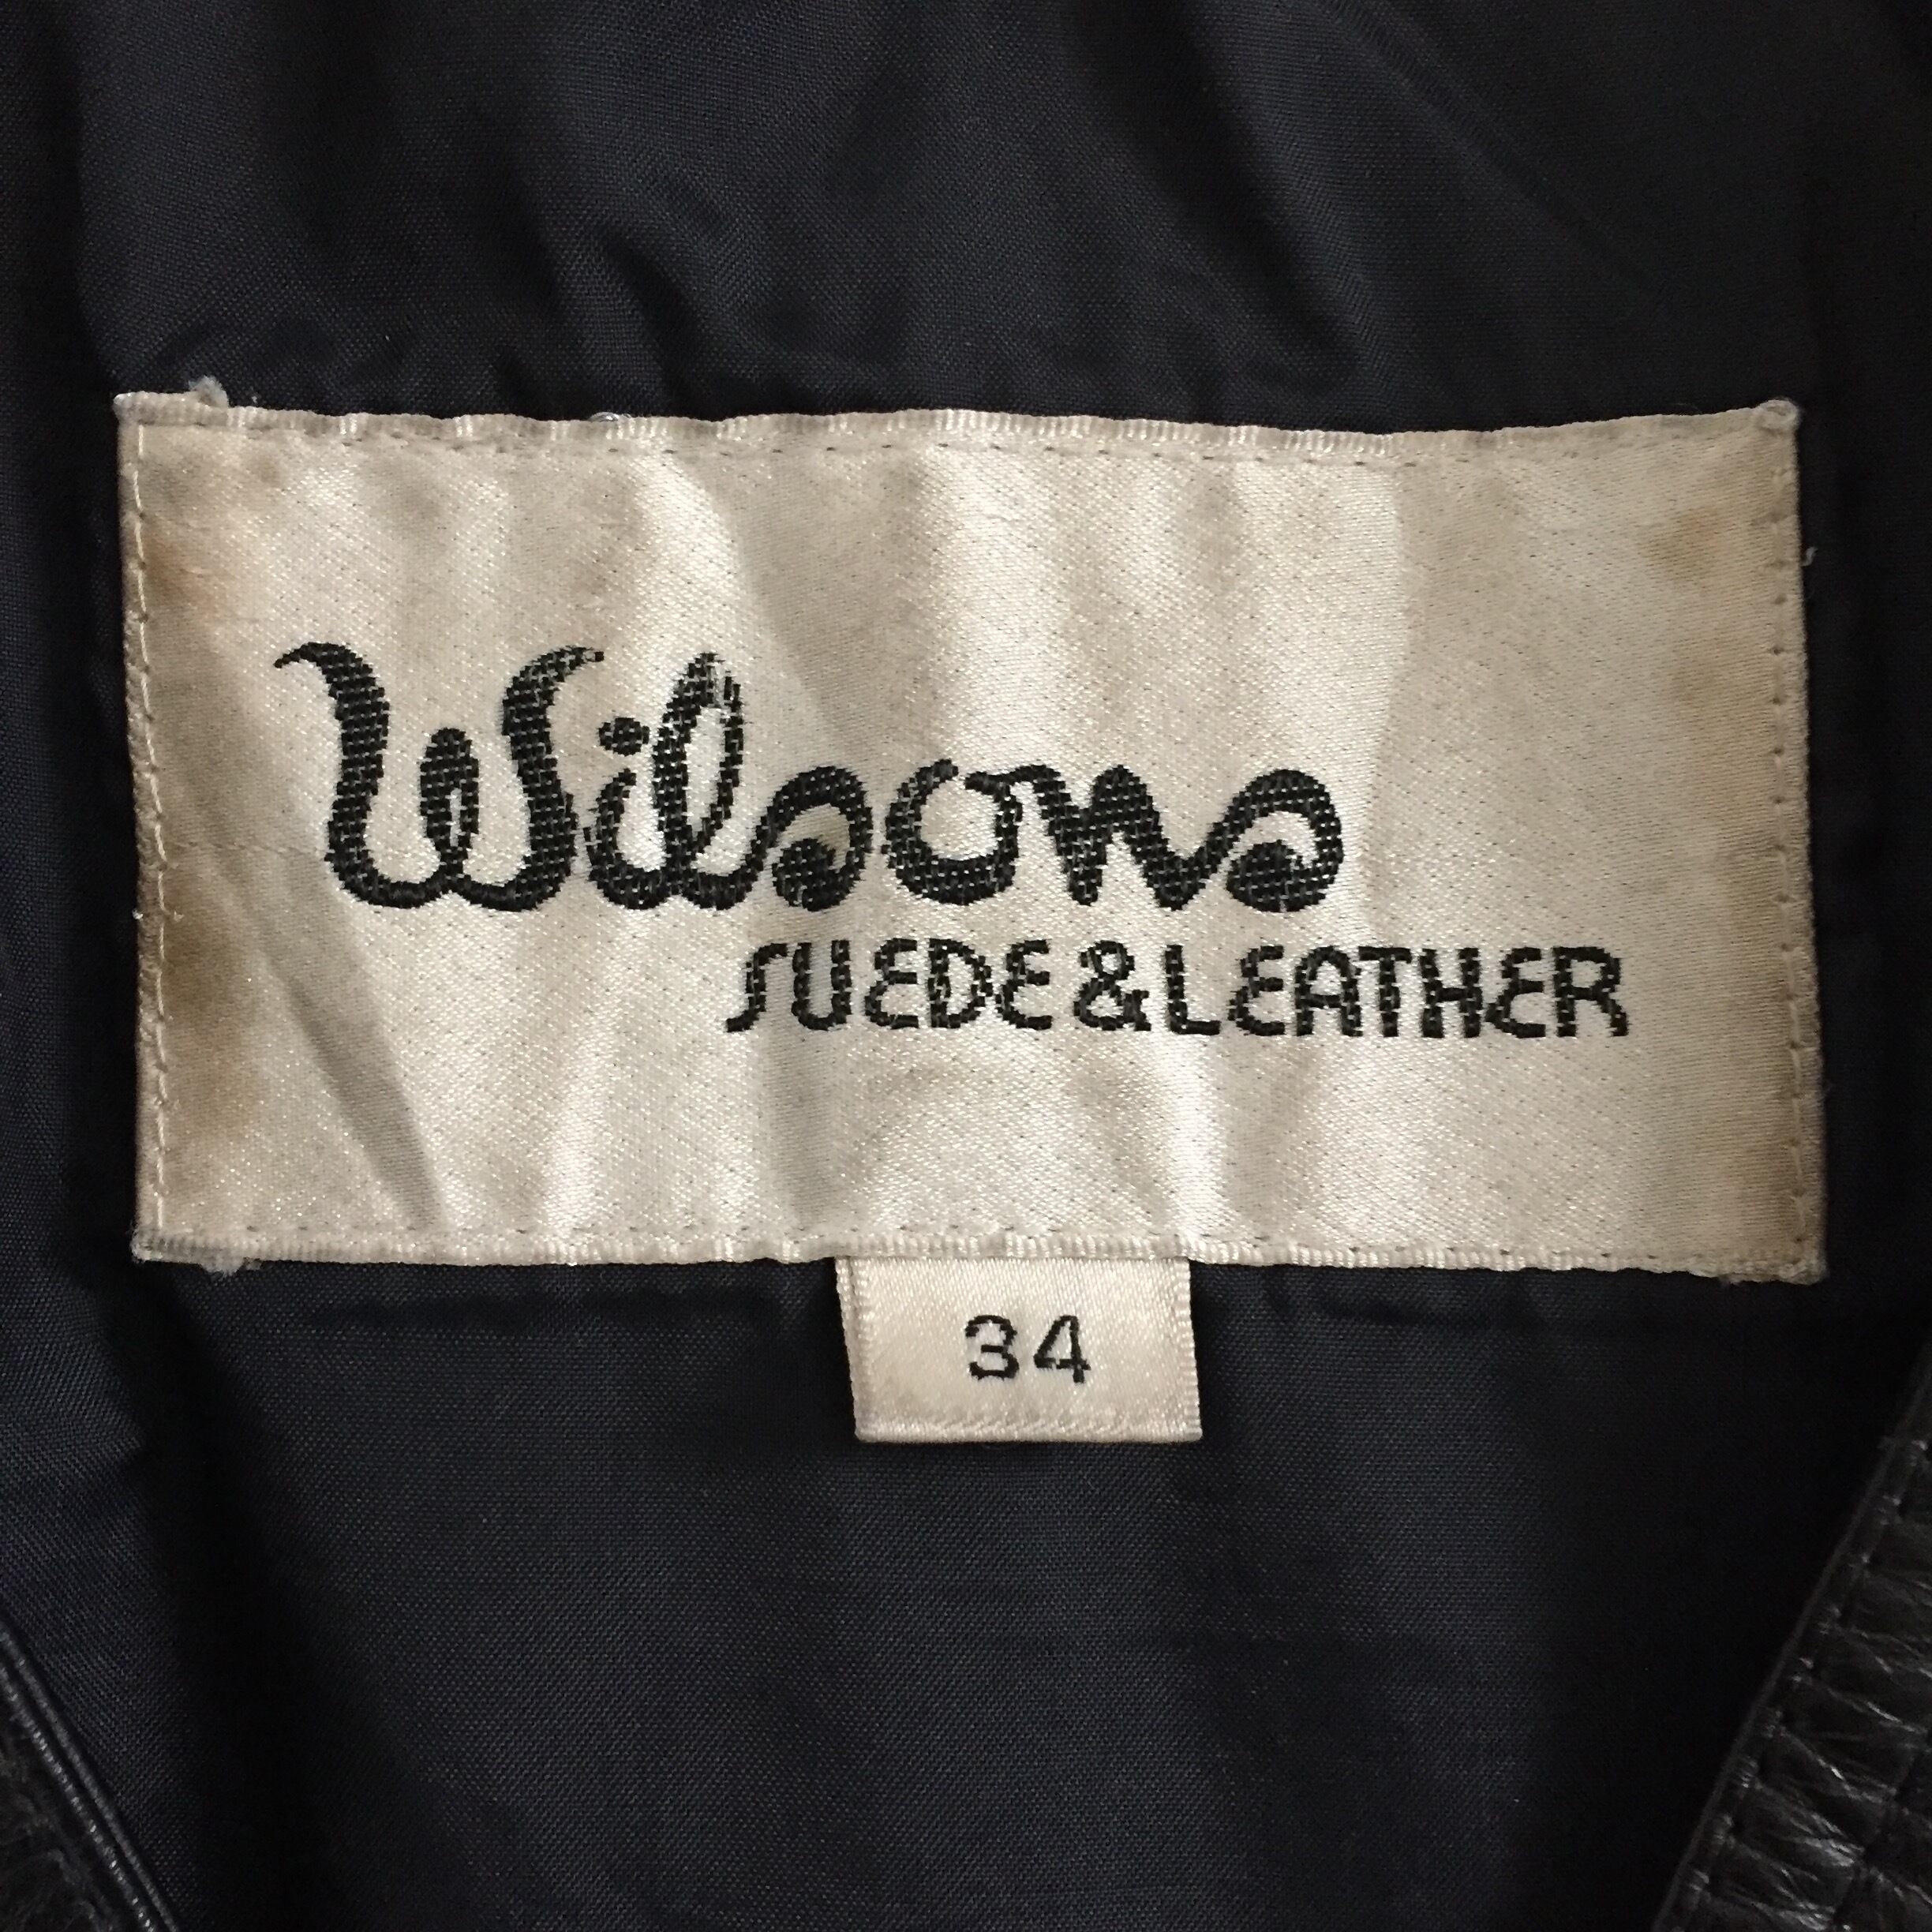 Wilsons
SUEDE & LEATHER
34